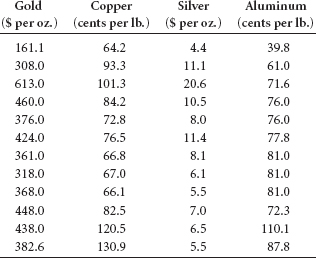 Gold Copper Silver Aluminum
($ per oz.) (cents per lb.) ($ per oz.) (cents per lb.)
161.1 64.2 4.4 39.8
308.0 93.3 11.1 61.0
613.0 101.3 20.6 71.6
460.0 84.2 10.5 76.0
376.0 72.8 8.0 76.0
424.0 76.5 11.4 77.8
361.0 66.8 8.1 81.0
318.0 67.0 6.1 81.0
368.0 66.1 5.5 81.0
448.0 82.5 7.0 72.3
438.0 120.5 6.5 110.1
382.6 130.9 5.5 87.8